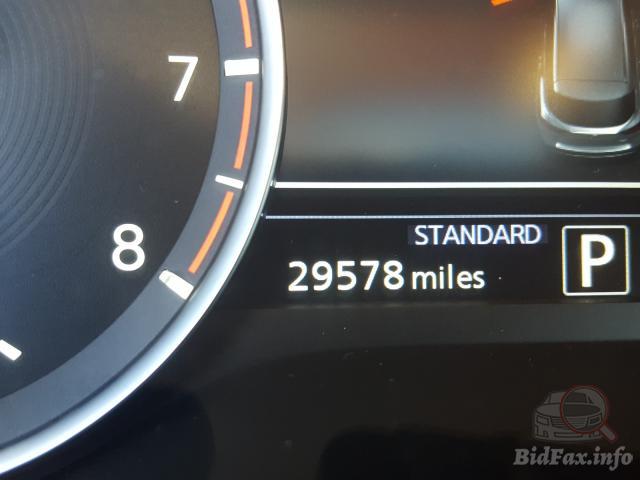 7
8
STANDARD
P
29578 miles
BidFax.info